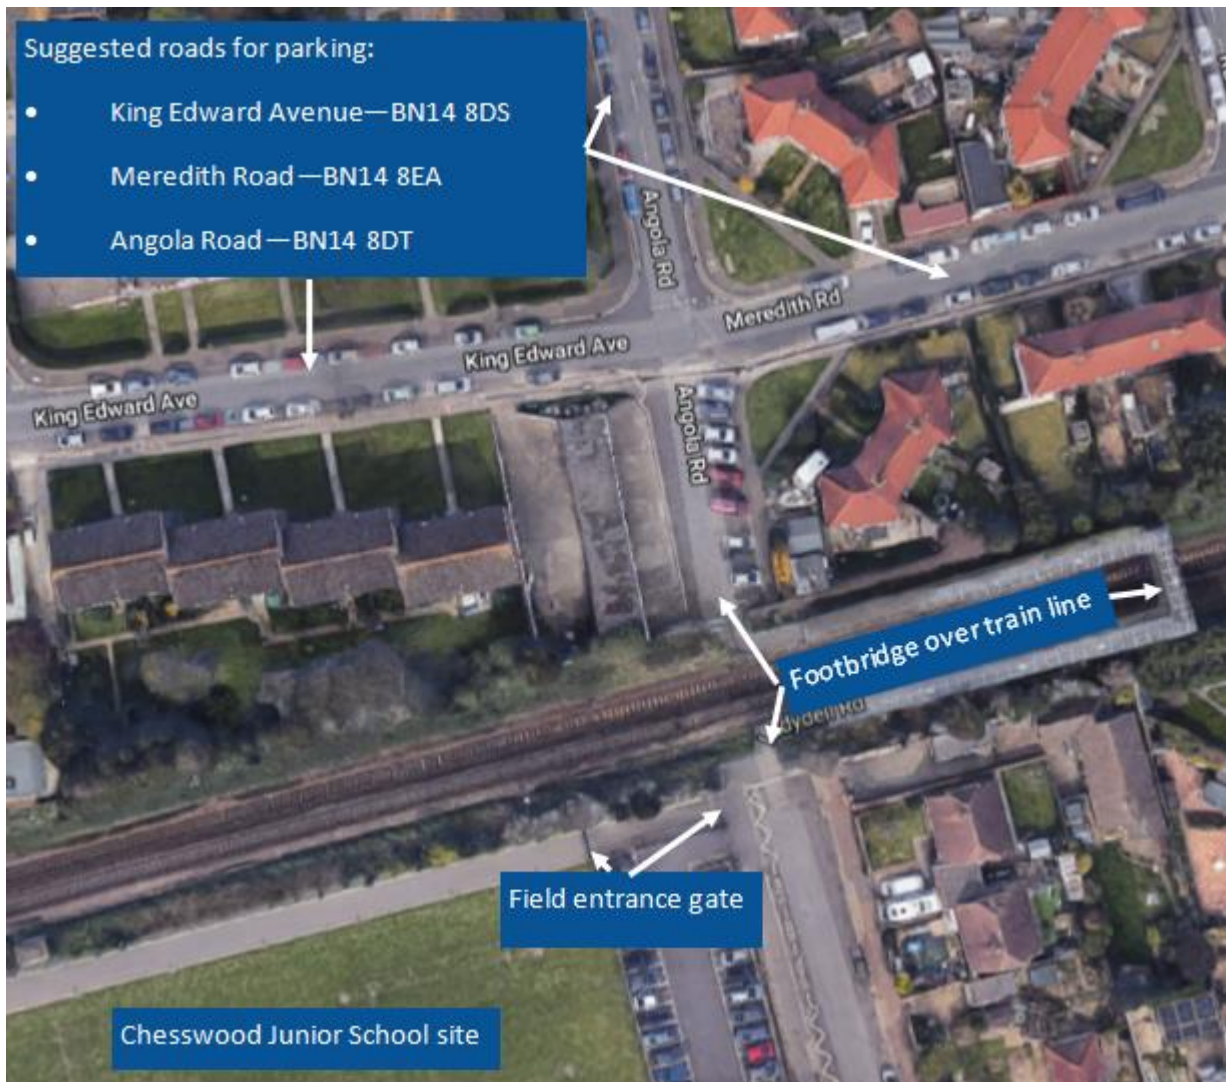 Suggested roads for parking:
• King Edward Avenue—BN14 8DS
• Meredith Road—BN14 8EA
• Angola Road—BN14 8DT
Angola Rd
Meredith Rd
King Edward Ave
King Edward Ave
Angola Rd
Footbridge over train line
Rd
Field entrance gate
Chesswood Junior School site